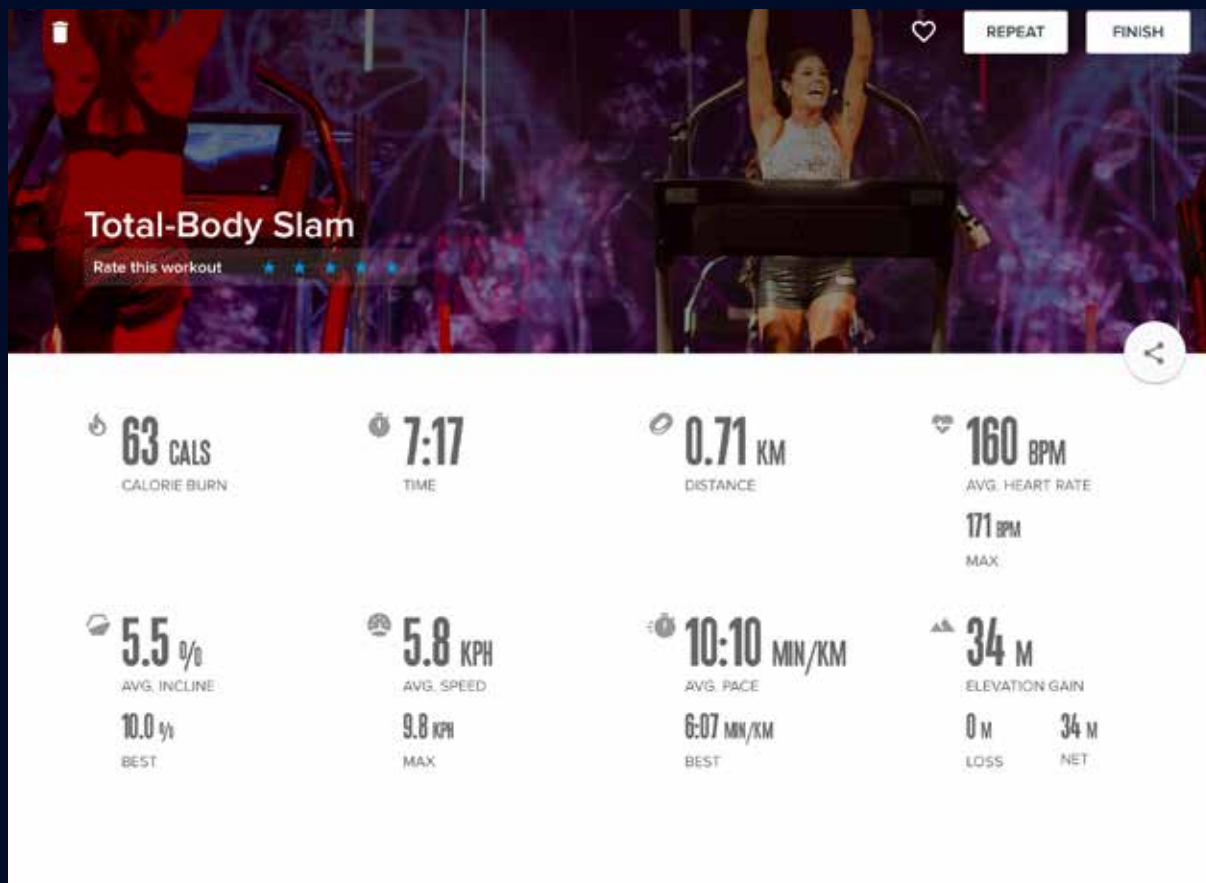 REPEAT
FINISH
Total-Body Slam
Rate this workout
63 CALS
CALORIE BURN
7:17
TIME
0.71 KM
DISTANCE
160 BPM
AVG. HEART RATE
171 BPM
MAX
5.5 %
AVG. INCLINE
10.0 %
BEST
5.8 KPH
AVG. SPEED
9.8 KPH
MAX
10:10 MIN/KM
AVG. PACE
6:07 MIN/KM
BEST
34 M
ELEVATION GAIN
0 M
LOSS
34 M
NET